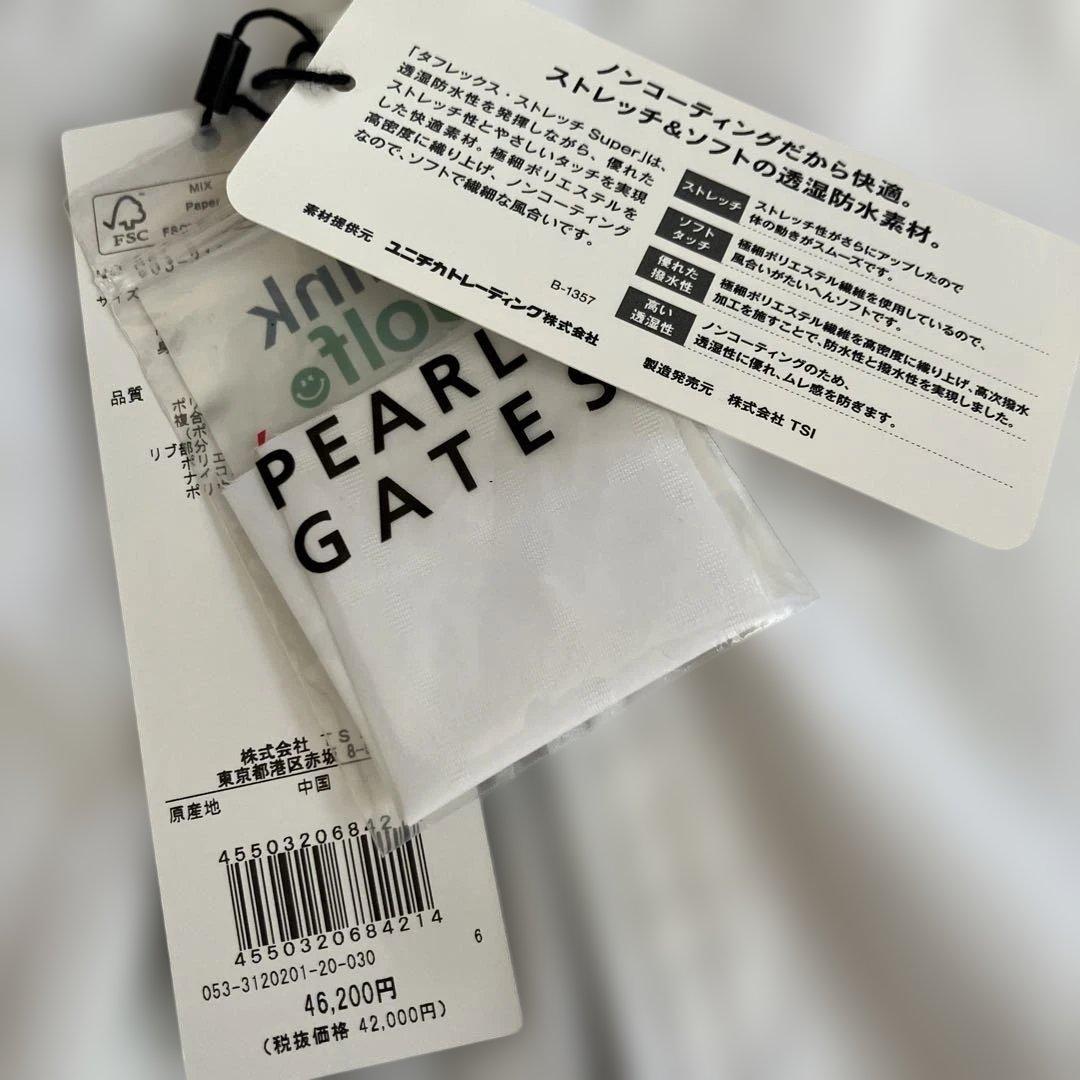 ノンコーティングだから快適。
ストレッチ&ソフトの透湿防水素材。
「タフレックス・ストレッチ Super」は、
透湿防水性を発揮しながら、優れた
ストレッチ性とやさしいタッチを実現
した快適素材。極細ポリエステルを
高密度に織り上げ、ノンコーティング
なので、ソフトで繊細な風合いです。
素材提供元 ユニチカトレーディング株式会社
B-1357
ストレッチ
ストレッチ性がさらにアップしたので
体の動きがスムーズです。
ソフト
タッチ
極細ポリエステル繊維を使用しているので、
風合いがたいへんソフトです。
優れた
撥水性
極細ポリエステル繊維を高密度に織り上げ、高次撥水
加工を施すことで、防水性と撥水性を実現しました。
高い
透湿性
ノンコーティングのため、
透湿性に優れ、ムレ感を防ぎます。
製造発売元 株式会社 TSI
MIX
Paper
FSC
サイズ
品質
リブ部
golf
PEARL
GATES
株式会社 TS
東京都港区赤坂 8-
原産地 中国
455032068421
4550320684214
6
053-3120201-20-030
46,200円
(税抜価格 42,000円)